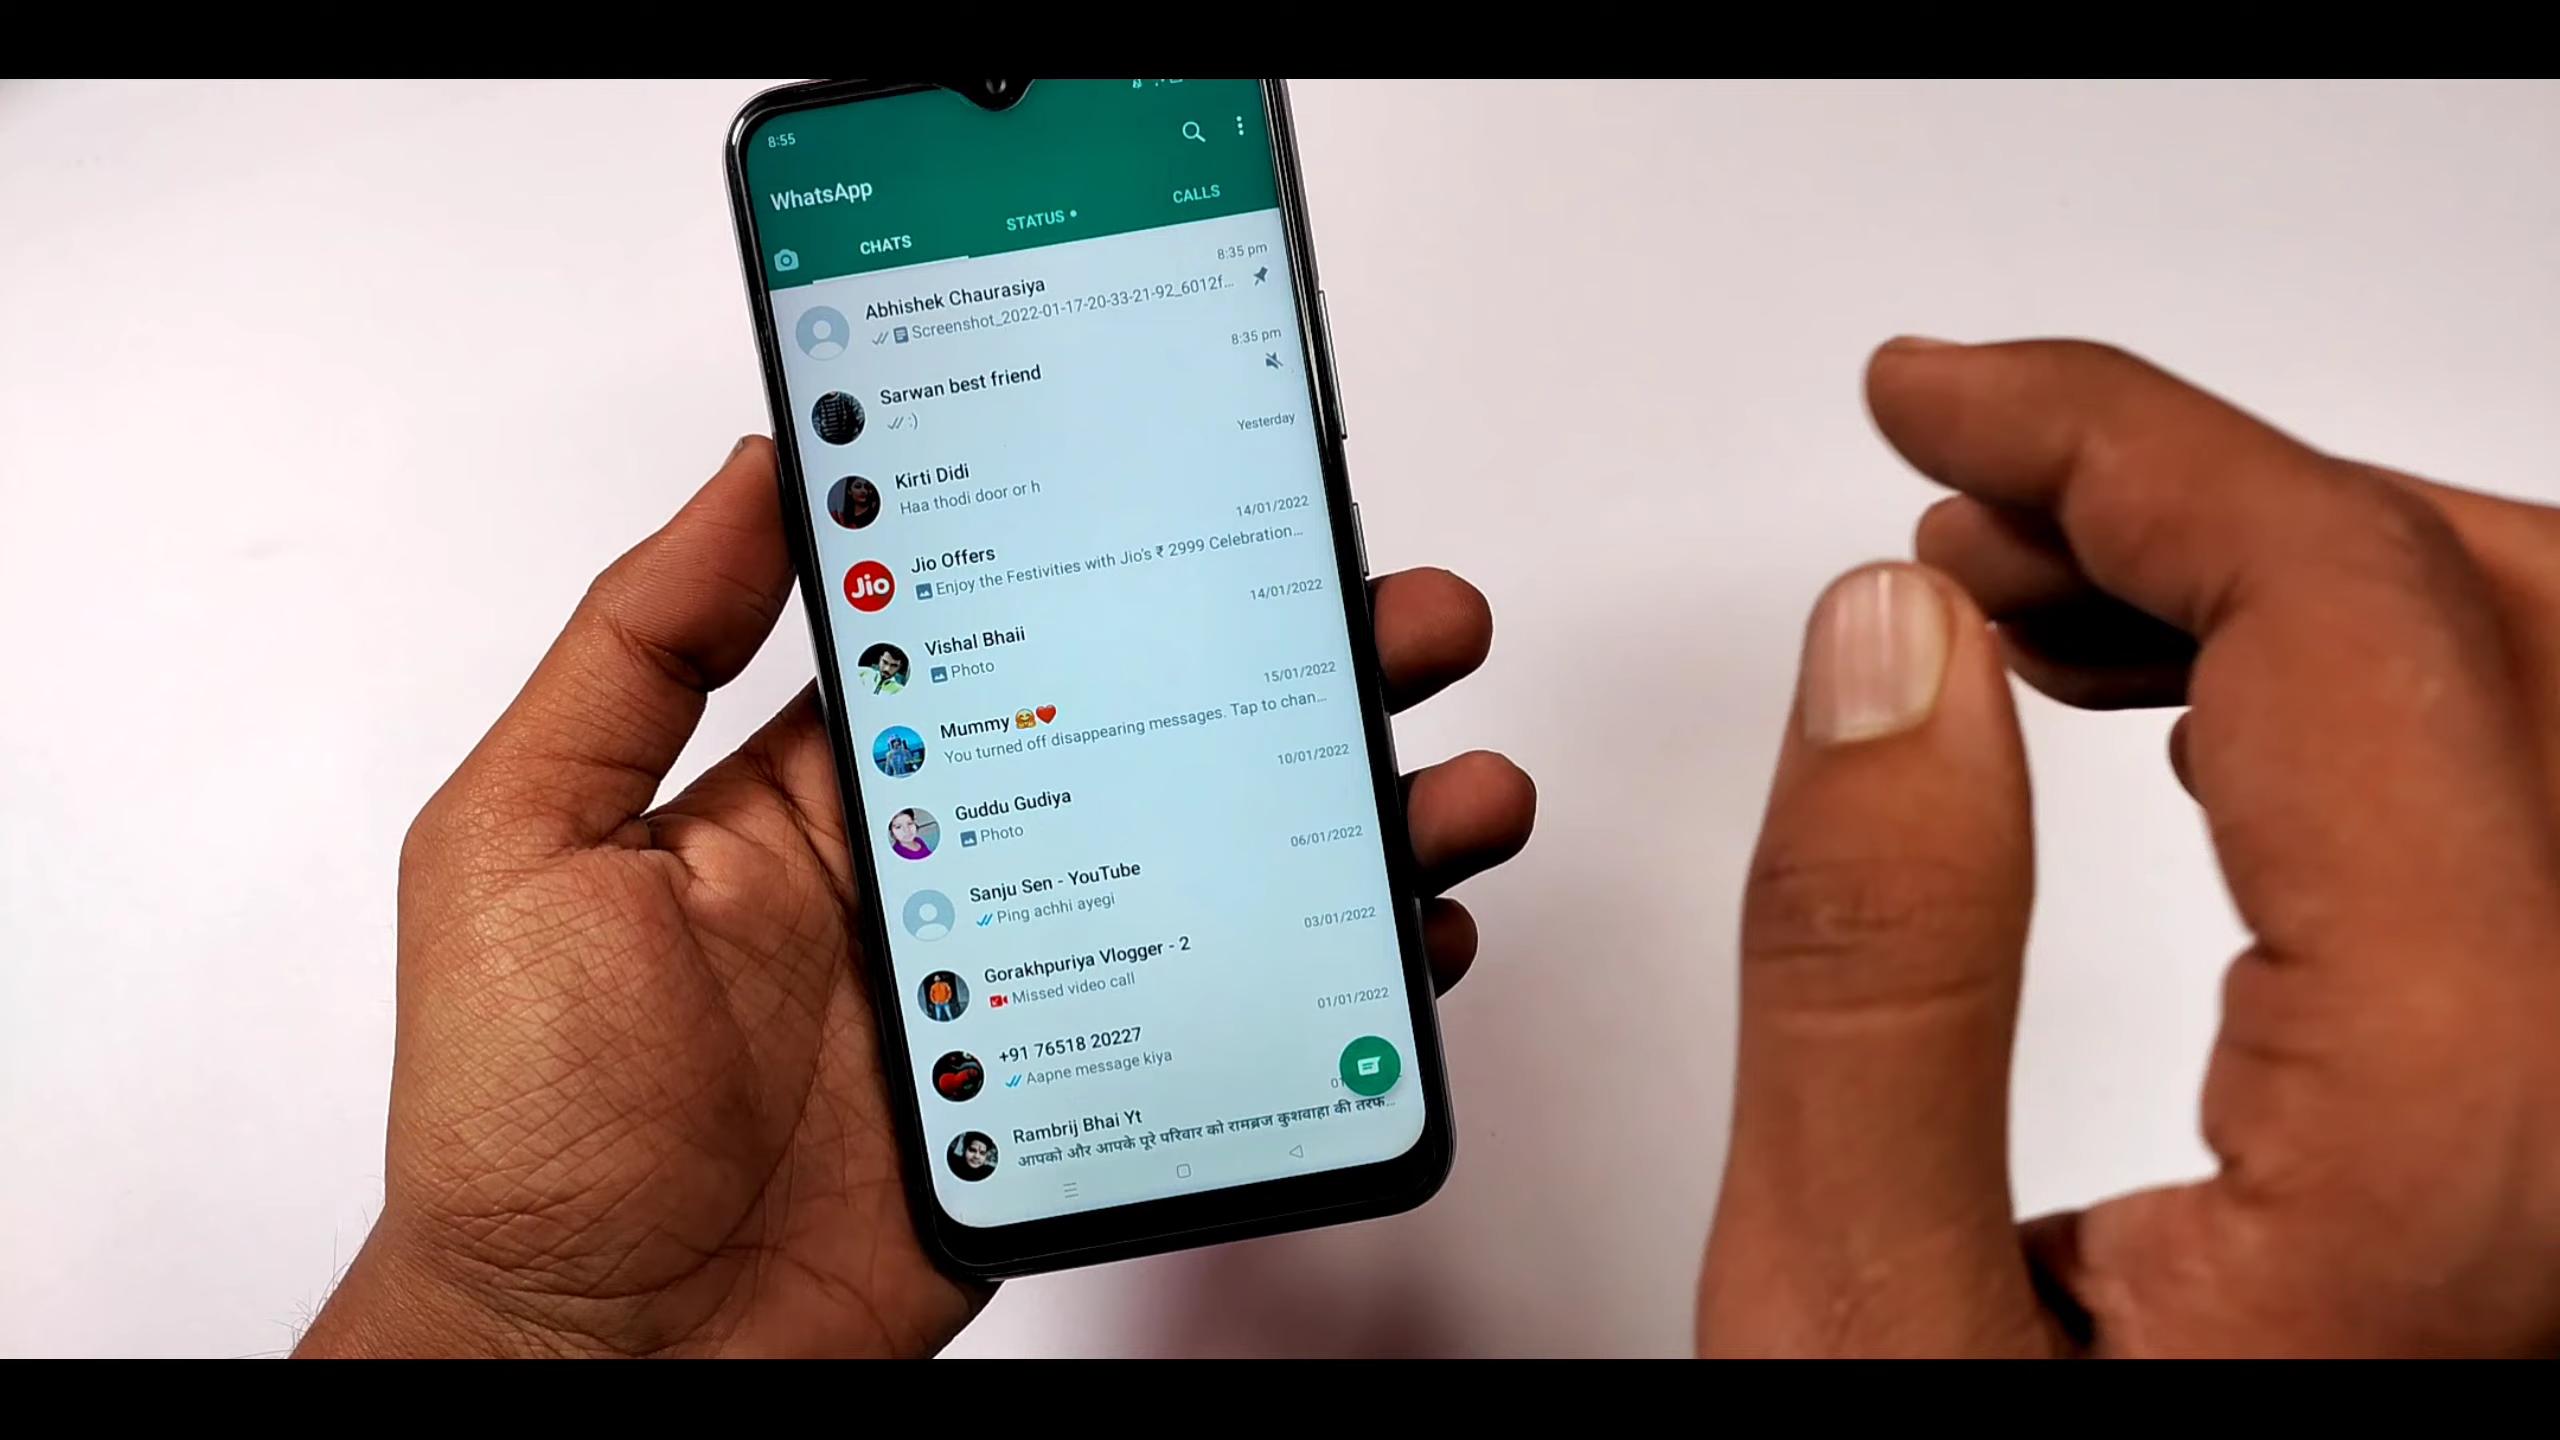 8:55
WhatsApp
CHATS
STATUS
CALLS
Abhishek Chaurasiya
8:35 pm
Screenshot_2022-01-17-20-33-21-92_6012f...
Sarwan best friend
8:35 pm
:)
Kirti Didi
Yesterday
Haa thodi door or h
Jio
Jio Offers
14/01/2022
Enjoy the Festivities with Jio's ₹ 2999 Celebration...
Vishal Bhaii
14/01/2022
Photo
Mummy 🤗❤️
15/01/2022
You turned off disappearing messages. Tap to chan...
Guddu Gudiya
10/01/2022
Photo
Sanju Sen - YouTube
06/01/2022
Ping achhi ayegi
Gorakhpuriya Vlogger - 2
03/01/2022
Missed video call
+91 76518 20227
01/01/2022
Aapne message kiya
Rambrij Bhai Yt
आपको और आपके पूरे परिवार को रामब्रज कुशवाहा की तरफ...